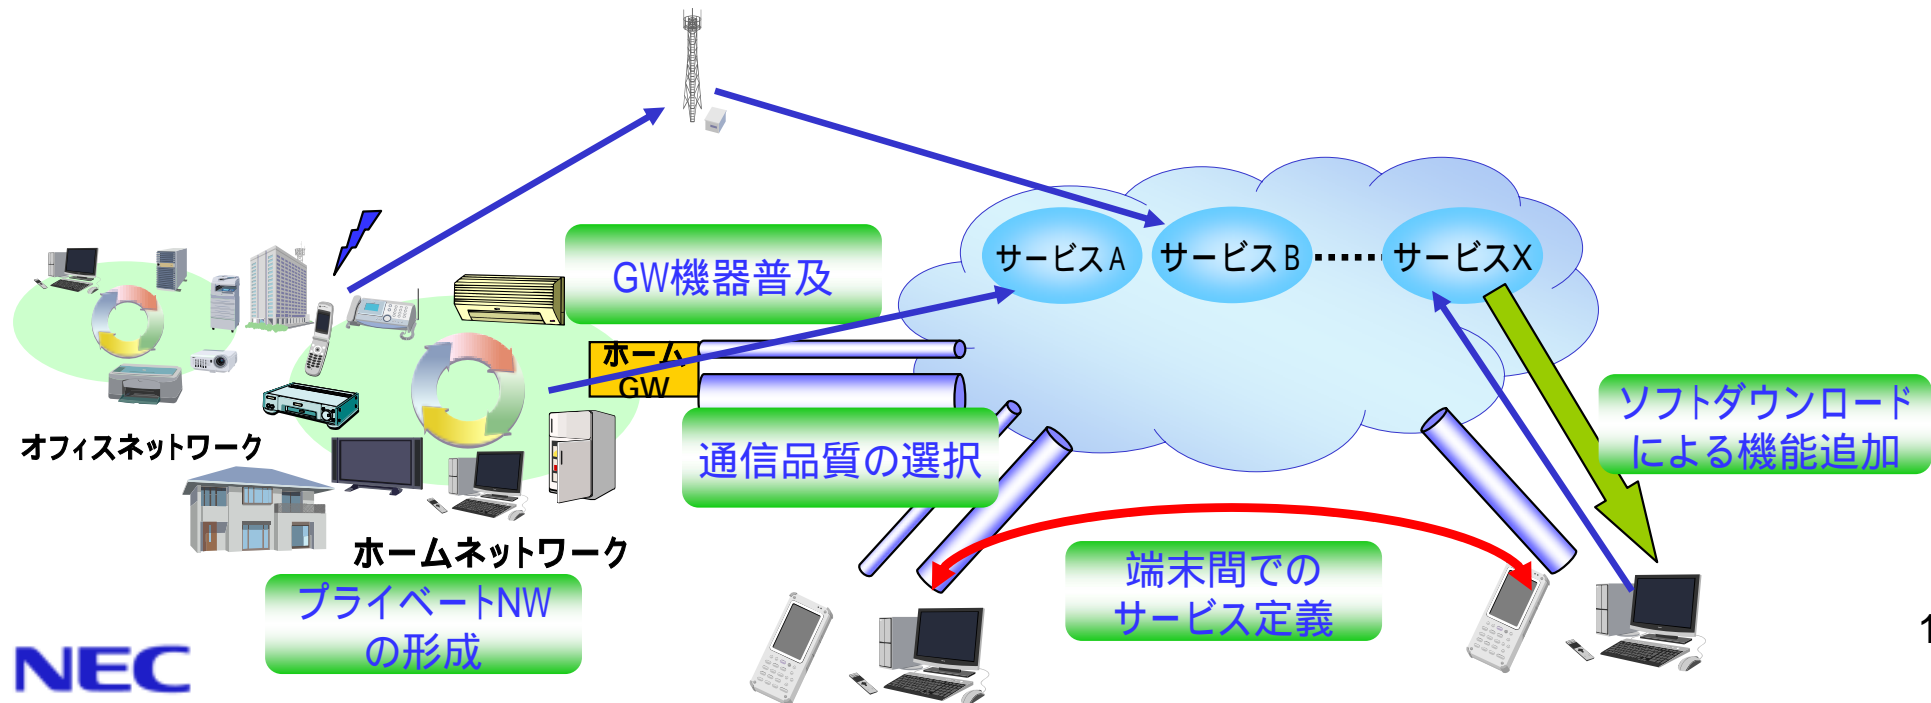 サービスA
サービスB
サービスX
GW機器普及
ホーム
GW
通信品質の選択
ソフトダウンロード
による機能追加
オフィスネットワーク
ホームネットワーク
プライベートNW
の形成
端末間での
サービス定義
NEC
1